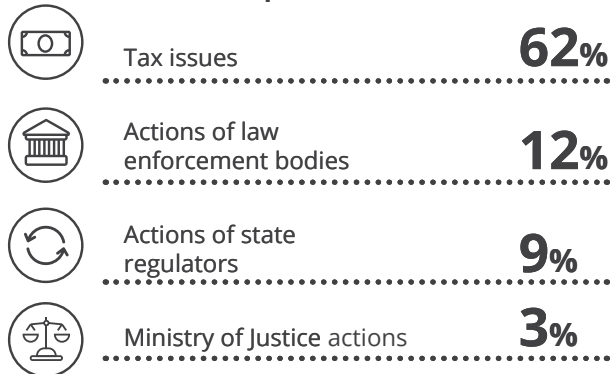 Tax issues 62%
Actions of law
enforcement bodies 12%
Actions of state
regulators 9%
Ministry of Justice actions 3%